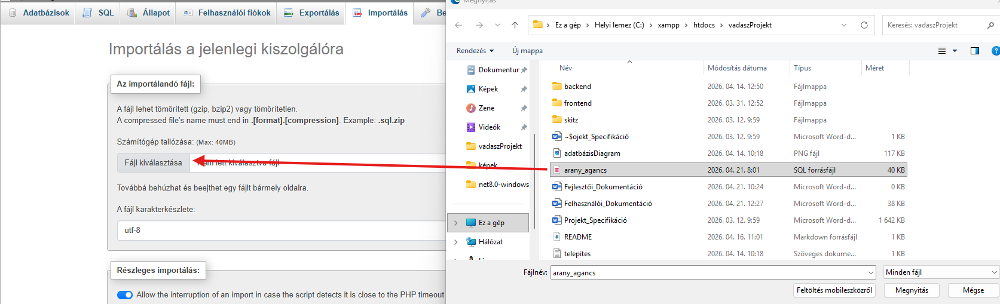 Adatbázisok
SQL
Állapot
Felhasználói fiókok
Exportálás
Importálás
Be
Importálás a jelenlegi kiszolgálóra
Az importálandó fájl:
A fájl lehet tömörített (gzip, bzip2) vagy tömörítetlen.
A compressed file's name must end in .[format].[compression]. Example: .sql.zip
Számítógép tallózása: (Max: 40MB)
Fájl kiválasztása
Nem lett kiválasztva fájl
Továbbá behúzhat és beejthet egy fájlt bármely oldalra.
A fájl karakterkészlete:
utf-8
Részleges importálás:
Allow the interruption of an import in case the script detects it is close to the PHP timeout
Megnyitás
Ez a gép > Helyi lemez (C:) > xampp > htdocs > vadaszProjekt
Keresés: vadaszProjekt
Rendezés
Új mappa
Dokumentur
Képek
Zene
Videók
vadaszProjekt
képek
net8.0-windows
Ez a gép
Hálózat
Név Módosítás dátuma Típus Méret
backend 2026. 04. 14. 12:50 Fájlmappa
frontend 2026. 03. 31. 12:52 Fájlmappa
skitz 2026. 03. 12. 9:59 Fájlmappa
~$ojekt_Specifikáció 2026. 03. 12. 9:59 Microsoft Word-d... 1 KB
adatbázisDiagram 2026. 04. 14. 10:18 PNG fájl 117 KB
arany_agancs 2026. 04. 21. 8:01 SQL forrásfájl 40 KB
Fejlesztői_Dokumentáció 2026. 04. 21. 10:24 Microsoft Word-d... 0 KB
Felhasználói_Dokumentáció 2026. 04. 21. 12:27 Microsoft Word-d... 38 KB
Projekt_Specifikáció 2026. 03. 12. 9:59 Microsoft Word-d... 1 642 KB
README 2026. 04. 16. 11:01 Markdown forrásfájl 1 KB
telepites 2026. 04. 14. 10:18 Szöveges dokume... 1 KB
Fájlnév: arany_agancs
Minden fájl
Feltöltés mobileszközről
Megnyitás
Mégse